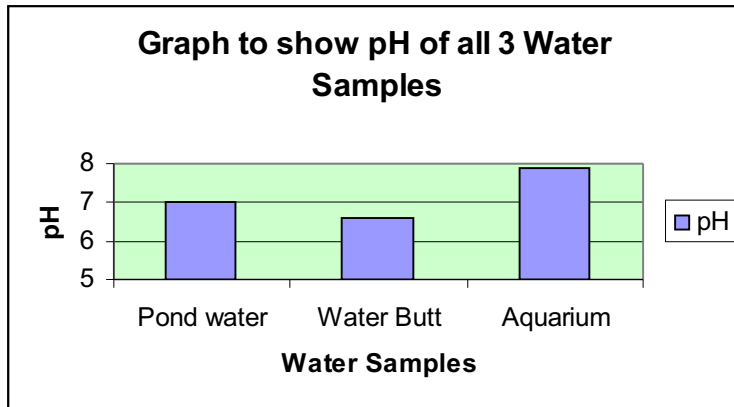 Graph to show pH of all 3 Water
Samples
8
7
6
5
pH
Pond water Water Butt Aquarium
Water Samples
pH